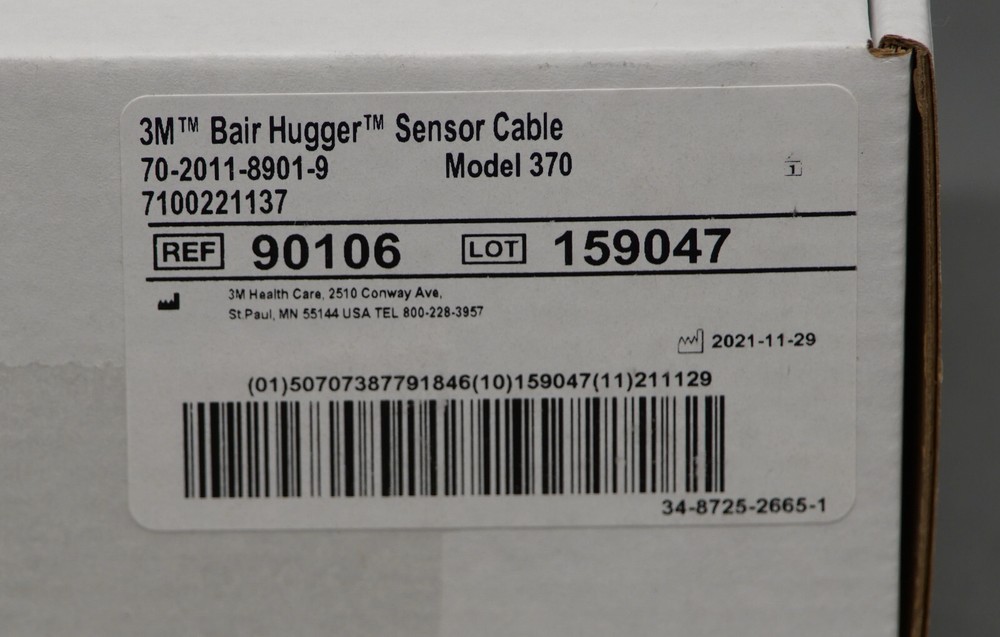 3M™ Bair Hugger™ Sensor Cable
70-2011-8901-9 Model 370
1
7100221137
REF 90106 LOT 159047
3M Health Care, 2510 Conway Ave,
St.Paul, MN 55144 USA TEL 800-228-3957
2021-11-29
(01)50707387791846(10)159047(11)211129
34-8725-2665-1